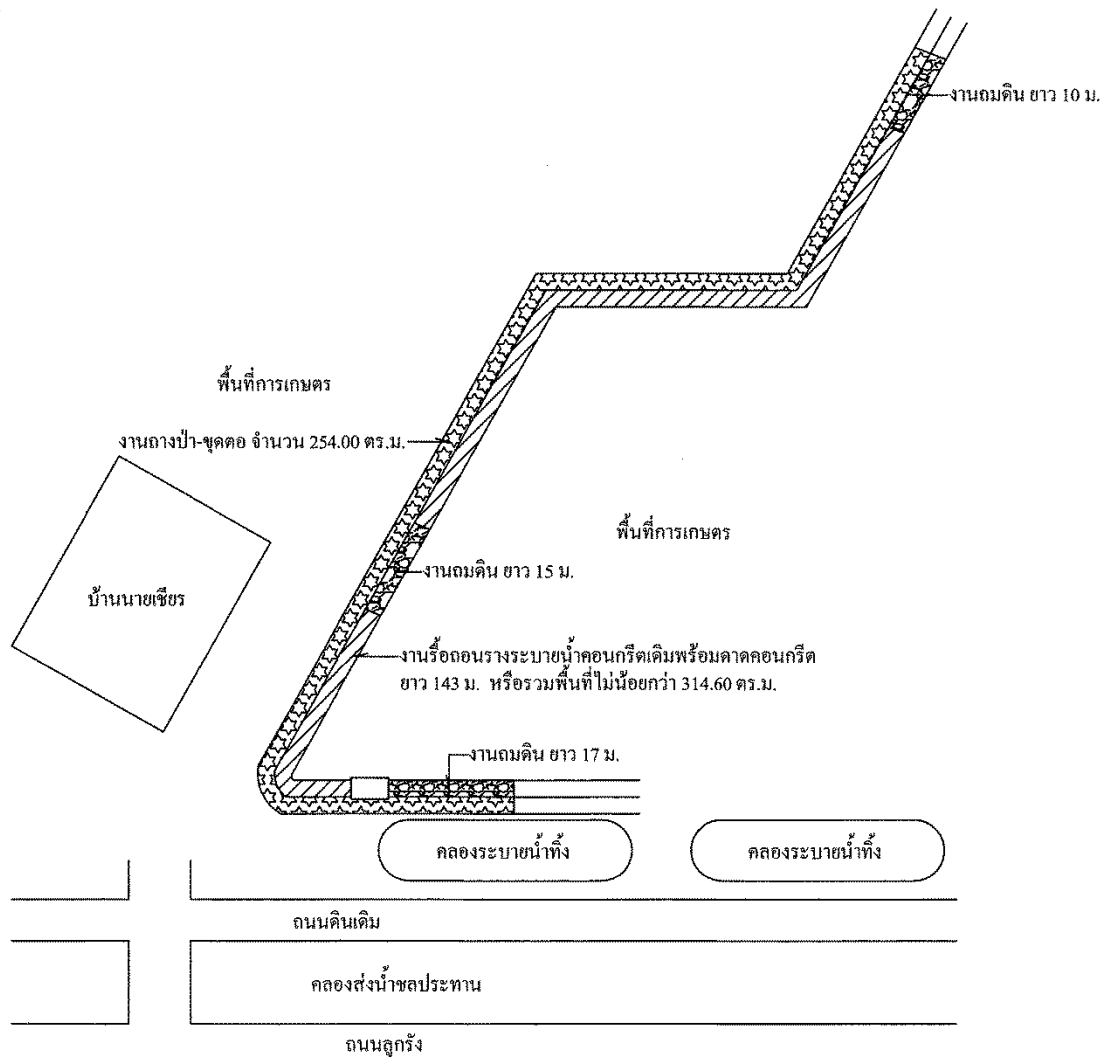 งานถมดิน ยาว 10 ม.
พื้นที่การเกษตร
งานถางป่า-ขุดตอ จำนวน 254.00 ตร.ม.
พื้นที่การเกษตร
งานถมดิน ยาว 15 ม.
บ้านนายเชียร
งานรื้อถอนรางระบายน้ำคอนกรีตเดิมพร้อมดาดคอนกรีต
ยาว 143 ม. หรือรวมพื้นที่ไม่น้อยกว่า 314.60 ตร.ม.
งานถมดิน ยาว 17 ม.
คลองระบายน้ำทิ้ง
คลองระบายน้ำทิ้ง
ถนนดินเดิม
คลองส่งน้ำชลประทาน
ถนนลูกรัง